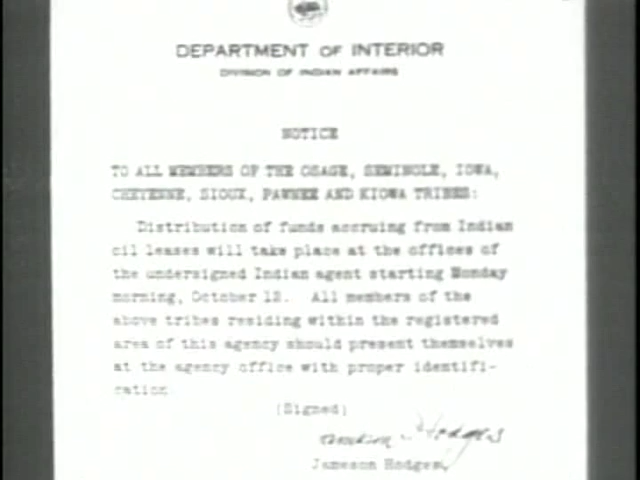 DEPARTMENT OF INTERIOR
DIVISION OF INDIAN AFFAIRS
NOTICE
TO ALL MEMBERS OF THE OSAGE, SEMINOLE, IOWA,
CHEYENNE, SIOUX, PAWNEE AND KIOWA TRIBES:
Distribution of funds accruing from Indian
oil leases will take place at the offices of
the undersigned Indian agent starting Monday
morning, October 12. All members of the
above tribes residing within the registered
area of this agency should present themselves
at the agency office with proper identifi-
cation
(Signed)
Jameson Hodges
Jameson Hodges